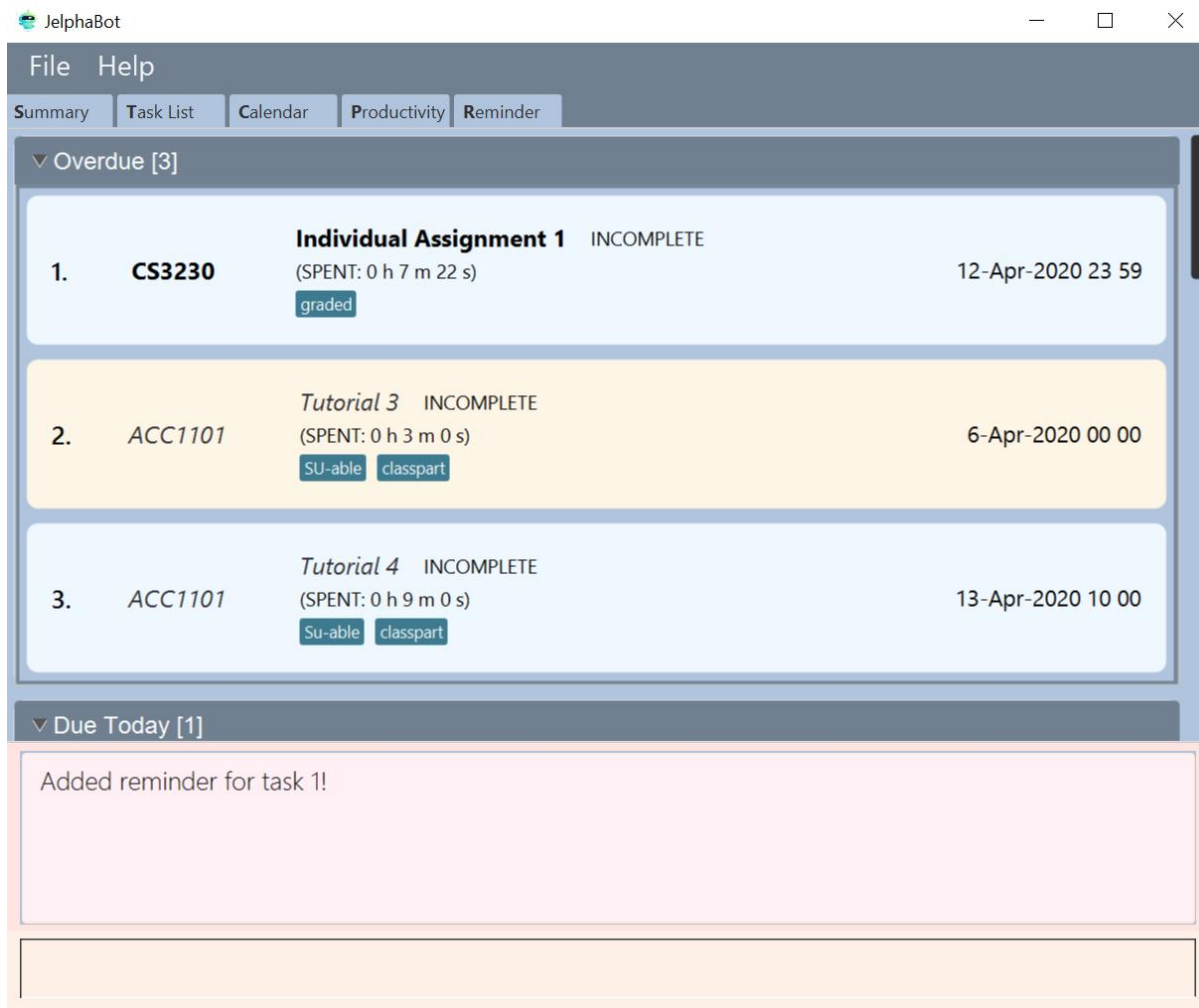 JelphaBot
File Help
Summary Task List Calendar Productivity Reminder
Overdue [3]
Individual Assignment 1 INCOMPLETE
1. CS3230 (SPENT: 0 h 7 m 22 s) 12-Apr-2020 23 59
graded
Tutorial 3 INCOMPLETE
2. ACC1101 (SPENT: 0 h 3 m 0 s) 6-Apr-2020 00 00
SU-able classpart
Tutorial 4 INCOMPLETE
3. ACC1101 (SPENT: 0 h 9 m 0 s) 13-Apr-2020 10 00
Su-able classpart
Due Today [1]
Added reminder for task 1!